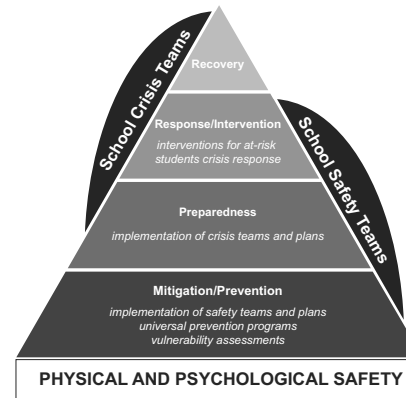 School Crisis Teams
Recovery
School Safety Teams
Response/Intervention
interventions for at-risk
students crisis response
Preparedness
implementation of crisis teams and plans
Mitigation/Prevention
implementation of safety teams and plans
universal prevention programs
vulnerability assessments
PHYSICAL AND PSYCHOLOGICAL SAFETY